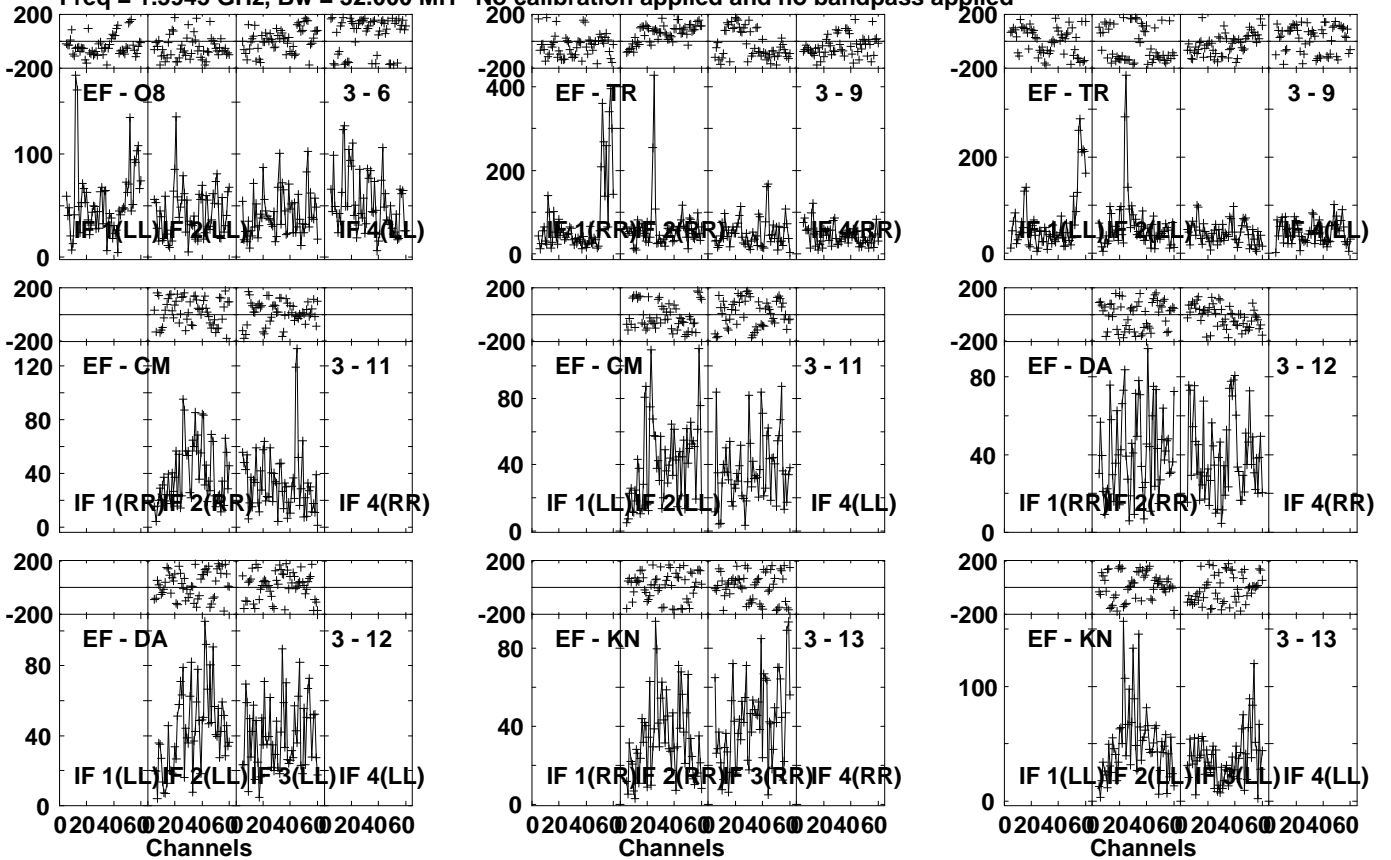 Freq = 1.5945 GHz, Bw = 32.000 MH No calibration applied and no bandpass applied
200
-200
EF - O8
3 - 6
100
0
IF 1(LL)
IF 2(LL)
IF 4(LL)
200
-200
EF - TR
3 - 9
400
200
0
IF 1(RR)
IF 2(RR)
IF 4(RR)
200
-200
EF - TR
3 - 9
200
0
IF 1(LL)
IF 2(LL)
IF 4(LL)
200
-200
EF - CM
3 - 11
120
80
40
0
IF 1(RR)
IF 2(RR)
IF 4(RR)
200
-200
EF - CM
3 - 11
80
40
0
IF 1(LL)
IF 2(LL)
IF 4(LL)
200
-200
EF - DA
3 - 12
80
40
0
IF 1(RR)
IF 2(RR)
IF 4(RR)
200
-200
EF - DA
3 - 12
80
40
0
IF 1(LL)
IF 2(LL)
IF 3(LL)
IF 4(LL)
0 20 40 60 0 20 40 60 0 20 40 60 0 20 40 60
Channels
200
-200
EF - KN
3 - 13
80
40
0
IF 1(RR)
IF 2(RR)
IF 3(RR)
IF 4(RR)
0 20 40 60 0 20 40 60 0 20 40 60 0 20 40 60
Channels
200
-200
EF - KN
3 - 13
100
0
IF 1(LL)
IF 2(LL)
IF 3(LL)
IF 4(LL)
0 20 40 60 0 20 40 60 0 20 40 60 0 20 40 60
Channels